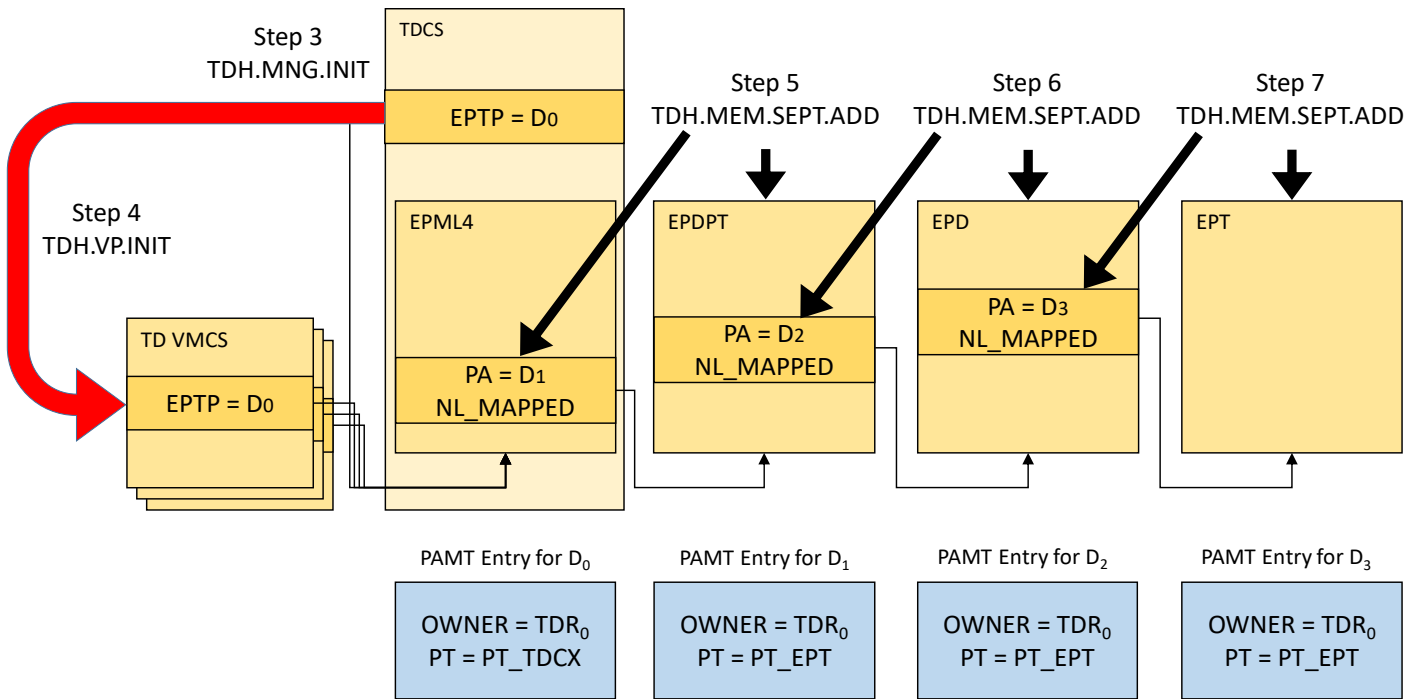 Step 3
TDH.MNG.INIT
TDCS
EPTP = D0
Step 4
TDH.VP.INIT
TD VMCS
EPTP = D0
EPML4
PA = D1
NL_MAPPED
Step 5
TDH.MEM.SEPT.ADD
EPDPT
PA = D2
NL_MAPPED
Step 6
TDH.MEM.SEPT.ADD
EPD
PA = D3
NL_MAPPED
Step 7
TDH.MEM.SEPT.ADD
EPT
PAMT Entry for D0
OWNER = TDR0
PT = PT_TDCX
PAMT Entry for D1
OWNER = TDR0
PT = PT_EPT
PAMT Entry for D2
OWNER = TDR0
PT = PT_EPT
PAMT Entry for D3
OWNER = TDR0
PT = PT_EPT